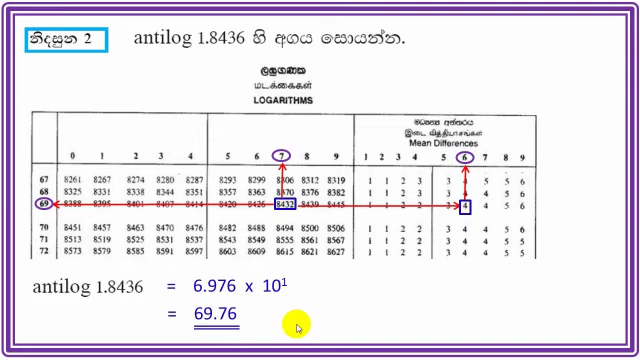 නිදසුන 2 antilog 1.8436 හි අගය සොයන්න.
ලඝුගණක
மடக்கைகள்
LOGARITHMS
මධ්‍යන්‍ය අන්තරය
இடை வித்தியாசங்கள்
Mean Differences
0 1 2 3 4 5 6 7 8 9 1 2 3 4 5 6 7 8 9
67 8261 8267 8274 8280 8287 8293 8299 8306 8312 8319 1 1 2 3 3 4 5 5 6
68 8325 8331 8338 8344 8351 8357 8363 8370 8376 8382 1 1 2 3 3 4 4 5 6
69 8388 8395 8401 8407 8414 8420 8426 8432 8439 8445 1 1 2 2 3 4 4 5 6
70 8451 8457 8463 8470 8476 8482 8488 8494 8500 8506 1 1 2 2 3 4 4 5 6
71 8513 8519 8525 8531 8537 8543 8549 8555 8561 8567 1 1 2 2 3 4 4 5 5
72 8573 8579 8585 8591 8597 8603 8609 8615 8621 8627 1 1 2 2 3 4 4 5 5
antilog 1.8436 = 6.976 x 10¹
= 69.76